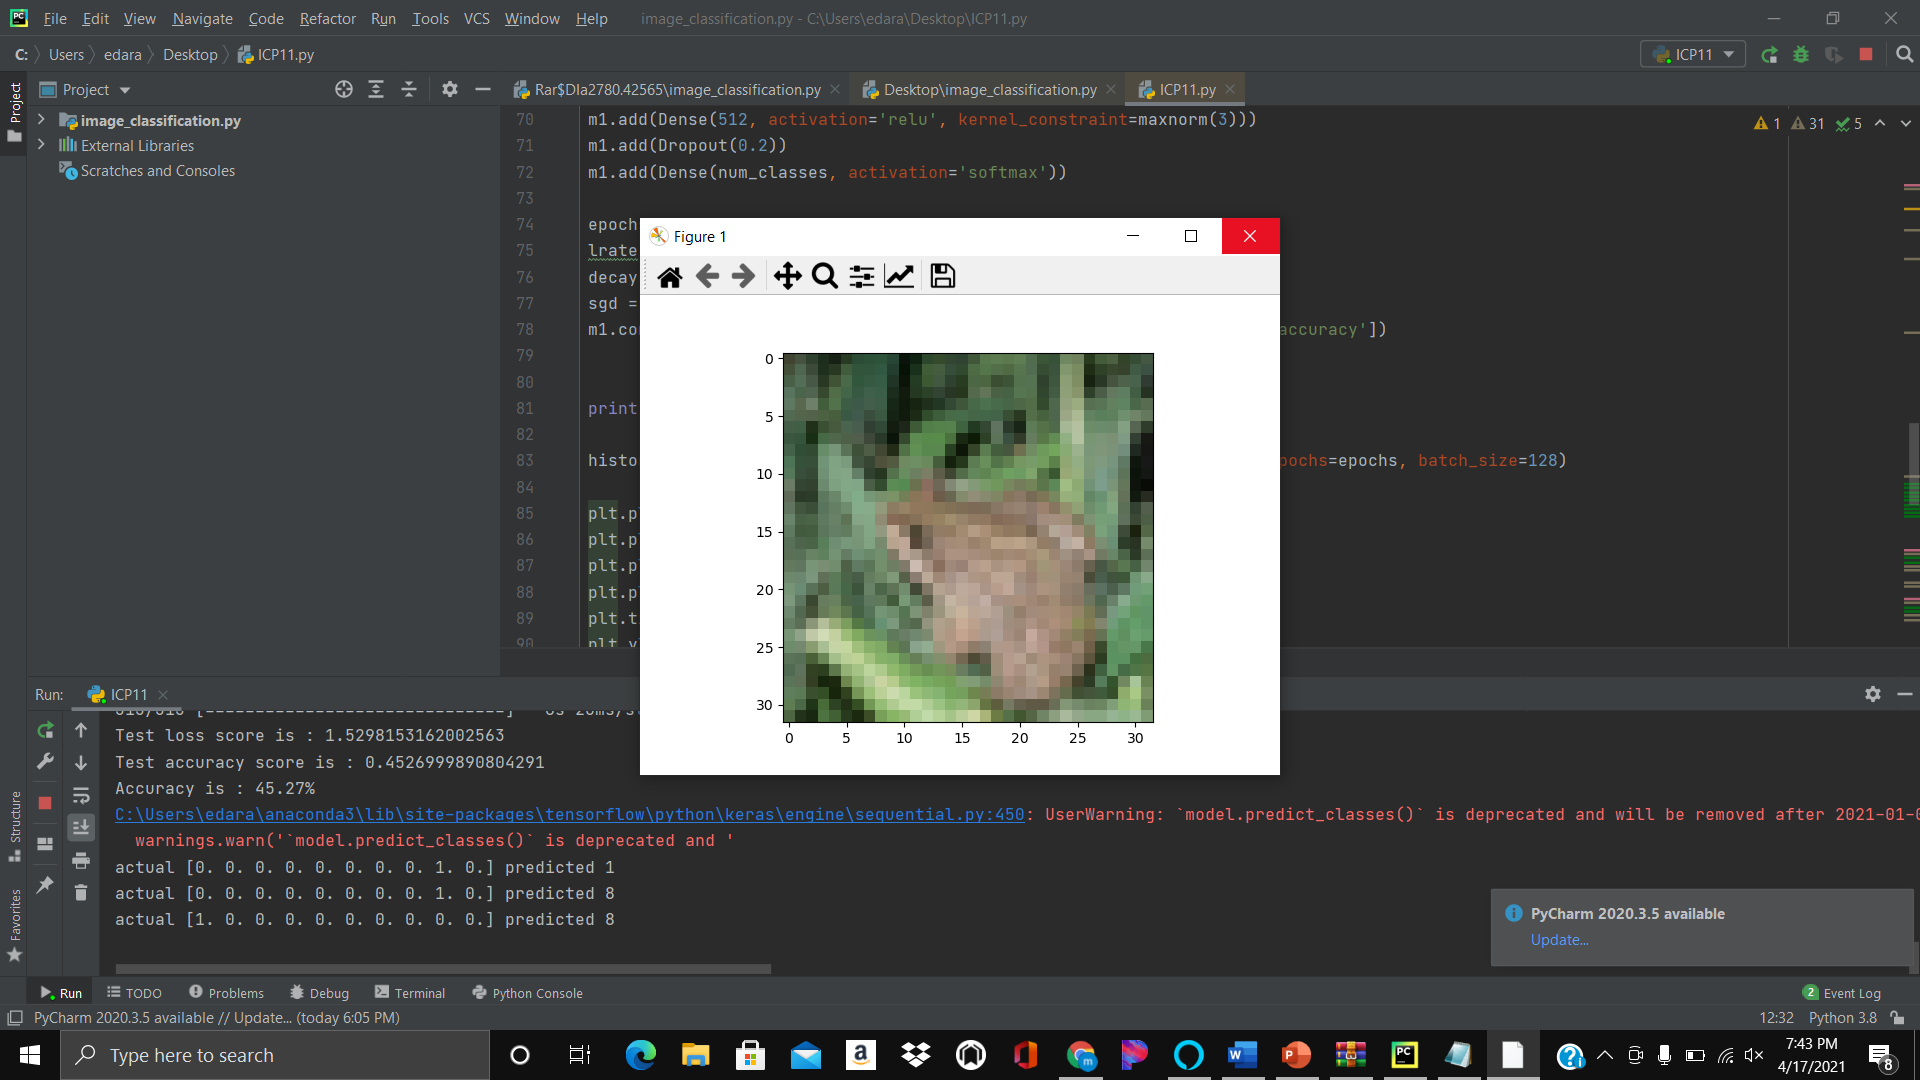 File Edit View Navigate Code Refactor Run Tools VCS Window Help image_classification.py - C:\Users\edara\Desktop\ICP11.py
C: Users edara Desktop ICP11.py
ICP11
Project
Project
Rar$DIa2780.42565\image_classification.py
Desktop\image_classification.py
ICP11.py
image_classification.py
External Libraries
Scratches and Consoles
1 31 5
70 m1.add(Dense(512, activation='relu', kernel_constraint=maxnorm(3)))
71 m1.add(Dropout(0.2))
72 m1.add(Dense(num_classes, activation='softmax'))
73
74 epoch
75 lrate
76 decay
77 sgd =
78 m1.co accuracy'])
79
80
81 print
82
83 histo pochs=epochs, batch_size=128)
84
85 plt.p
86 plt.p
87 plt.p
88 plt.p
89 plt.t
90 plt.y
Figure 1
0
5
10
15
20
25
30
0 5 10 15 20 25 30
Run: ICP11
Test loss score is : 1.5298153162002563
Test accuracy score is : 0.4526999890804291
Accuracy is : 45.27%
C:\Users\edara\anaconda3\lib\site-packages\tensorflow\python\keras\engine\sequential.py:450: UserWarning: `model.predict_classes()` is deprecated and will be removed after 2021-01-0
warnings.warn('`model.predict_classes()` is deprecated and '
actual [0. 0. 0. 0. 0. 0. 0. 0. 1. 0.] predicted 1
actual [0. 0. 0. 0. 0. 0. 0. 0. 1. 0.] predicted 8
actual [1. 0. 0. 0. 0. 0. 0. 0. 0. 0.] predicted 8
Structure
Favorites
PyCharm 2020.3.5 available
Update...
Run TODO Problems Debug Terminal Python Console
2 Event Log
PyCharm 2020.3.5 available // Update... (today 6:05 PM)
12:32 Python 3.8
Type here to search
7:43 PM
4/17/2021
8